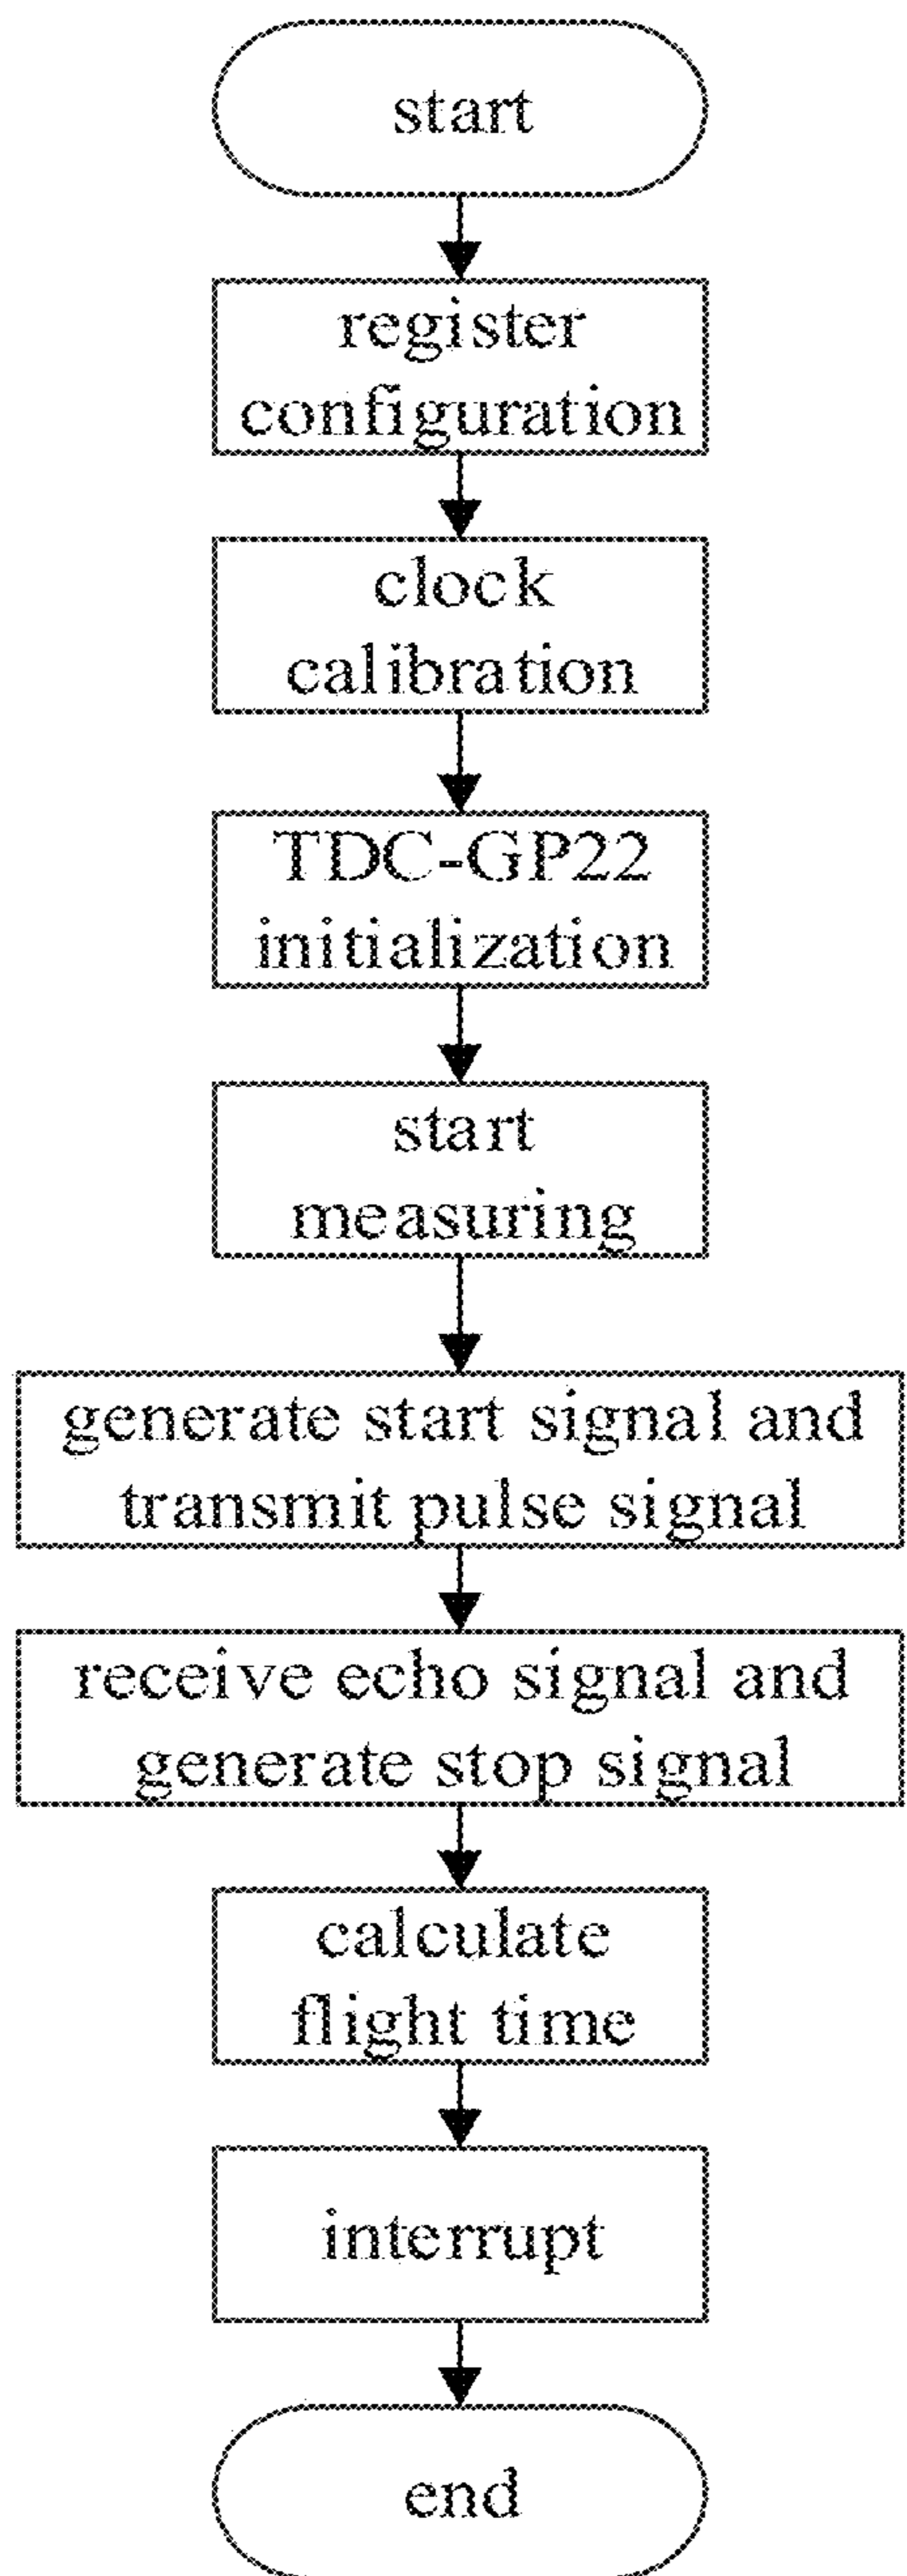 start
register
configuration
clock
calibration
TDC-GP22
initialization
start
measuring
generate start signal and
transmit pulse signal
receive echo signal and
generate stop signal
calculate
flight time
interrupt
end